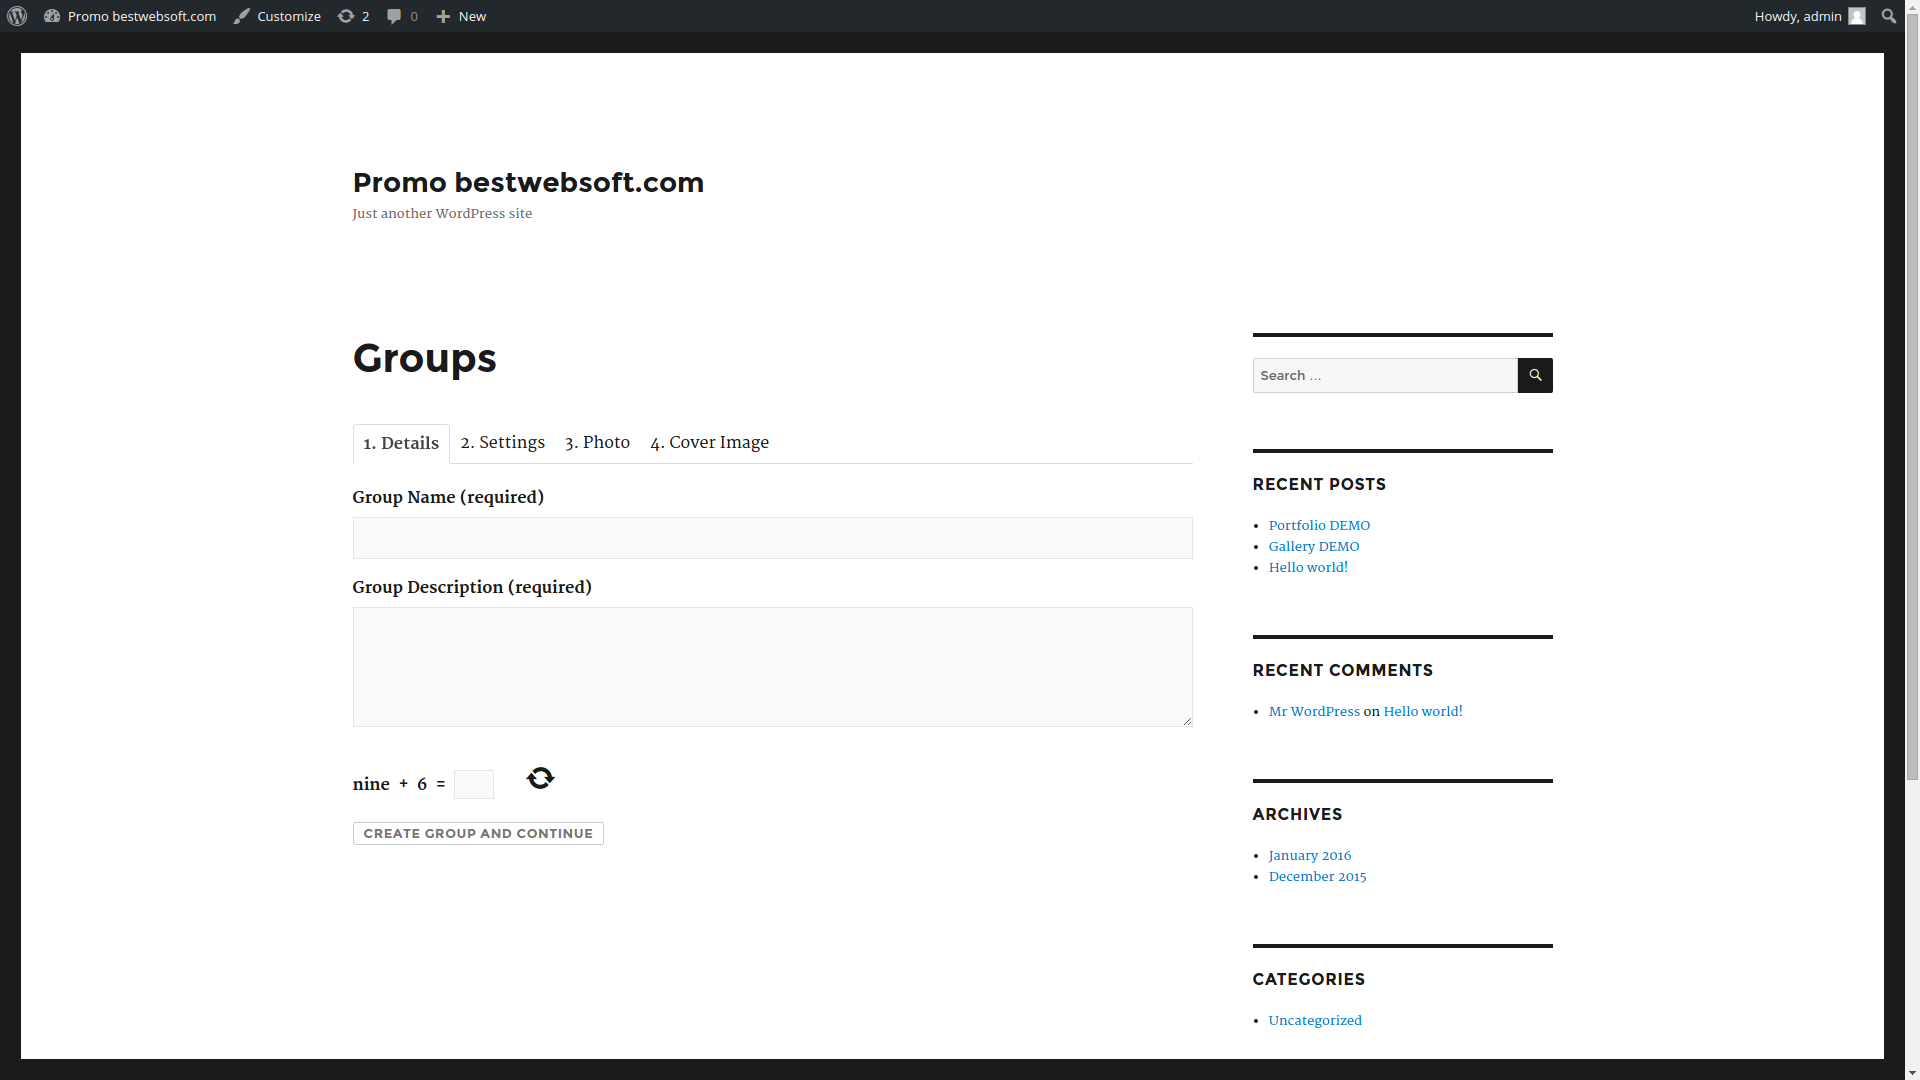 Promo bestwebsoft.com Customize 2 0 New Howdy, admin
Promo bestwebsoft.com
Just another WordPress site
Groups
1. Details 2. Settings 3. Photo 4. Cover Image
Group Name (required)
Group Description (required)
nine + 6 =
CREATE GROUP AND CONTINUE
Search ...
RECENT POSTS
Portfolio DEMO
Gallery DEMO
Hello world!
RECENT COMMENTS
Mr WordPress on Hello world!
ARCHIVES
January 2016
December 2015
CATEGORIES
Uncategorized